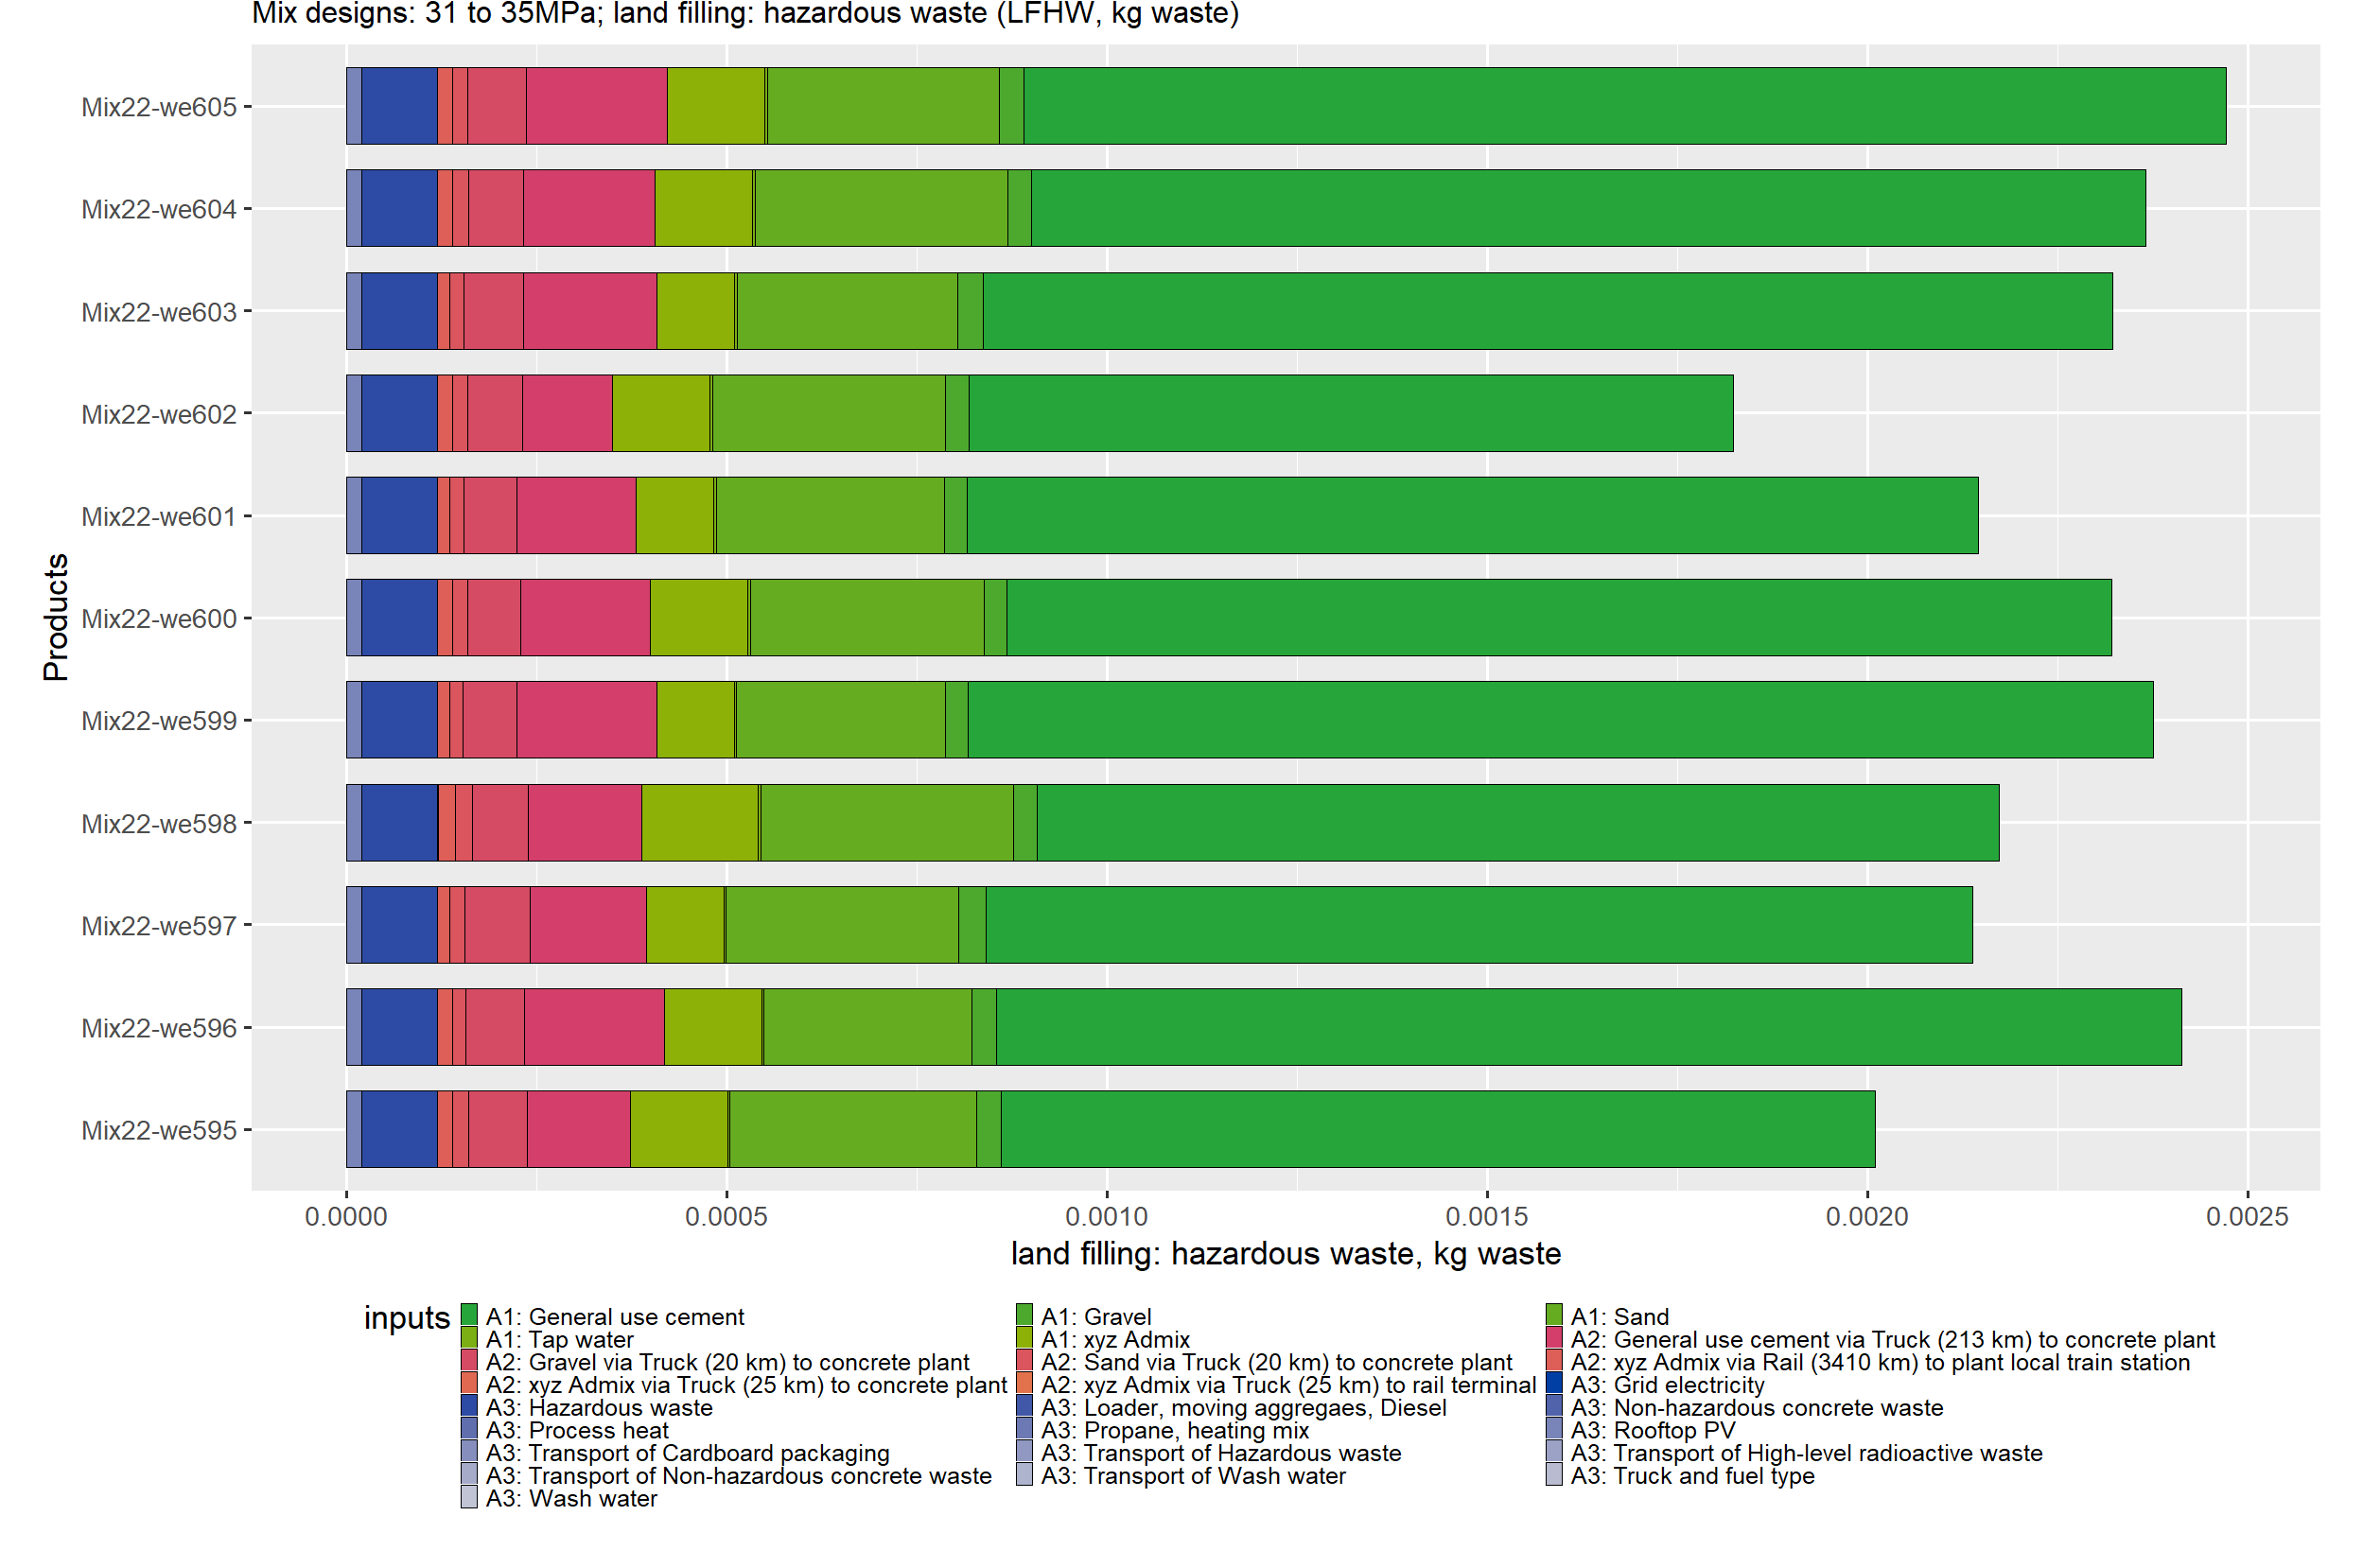 Mix designs: 31 to 35MPa; land filling: hazardous waste (LFHW, kg waste)
Products
Mix22-we605
Mix22-we604
Mix22-we603
Mix22-we602
Mix22-we601
Mix22-we600
Mix22-we599
Mix22-we598
Mix22-we597
Mix22-we596
Mix22-we595
0.0000 0.0005 0.0010 0.0015 0.0020 0.0025
land filling: hazardous waste, kg waste
inputs
A1: General use cement A1: Gravel A1: Sand
A1: Tap water A1: xyz Admix A2: General use cement via Truck (213 km) to concrete plant
A2: Gravel via Truck (20 km) to concrete plant A2: Sand via Truck (20 km) to concrete plant A2: xyz Admix via Rail (3410 km) to plant local train station
A2: xyz Admix via Truck (25 km) to concrete plant A2: xyz Admix via Truck (25 km) to rail terminal A3: Grid electricity
A3: Hazardous waste A3: Loader, moving aggregaes, Diesel A3: Non-hazardous concrete waste
A3: Process heat A3: Propane, heating mix A3: Rooftop PV
A3: Transport of Cardboard packaging A3: Transport of Hazardous waste A3: Transport of High-level radioactive waste
A3: Transport of Non-hazardous concrete waste A3: Transport of Wash water A3: Truck and fuel type
A3: Wash water